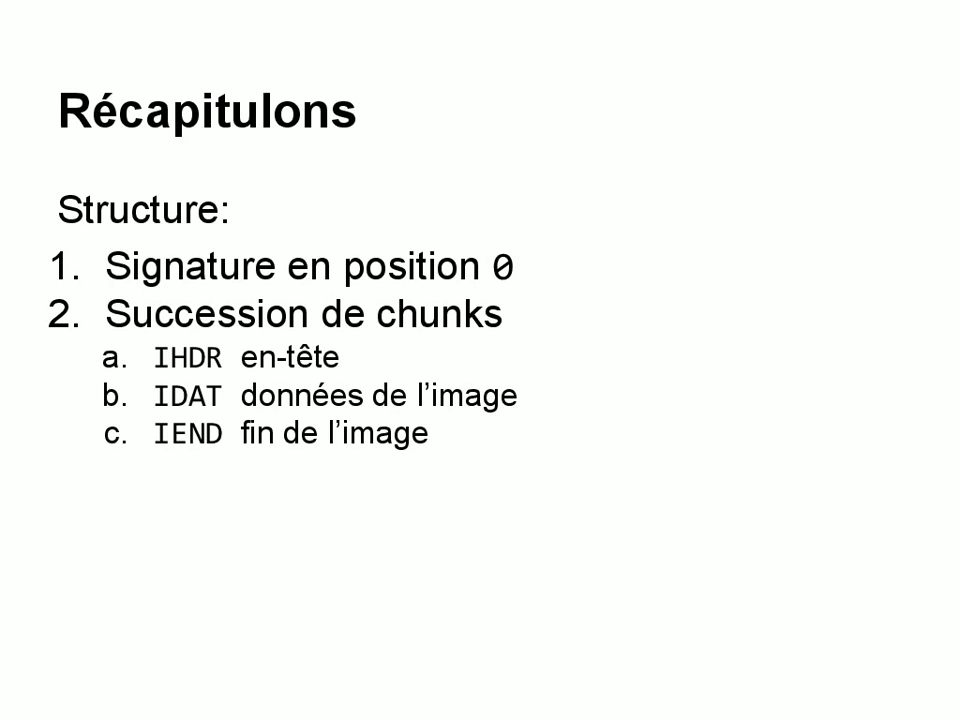 Récapitulons
Structure:
1. Signature en position 0
2. Succession de chunks
a. IHDR en-tête
b. IDAT données de l’image
c. IEND fin de l’image